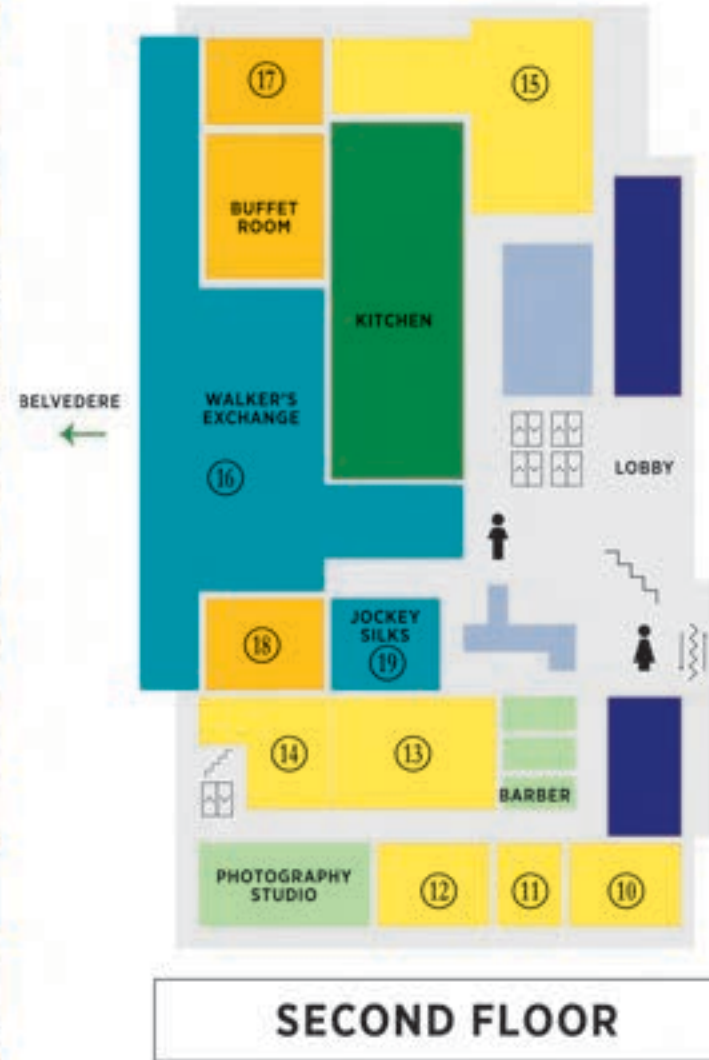 17
15
BUFFET
ROOM
KITCHEN
BELVEDERE
WALKER'S
EXCHANGE
16
LOBBY
JOCKEY
SILKS
18
19
14
13
BARBER
PHOTOGRAPHY
STUDIO
12
11
10
SECOND FLOOR